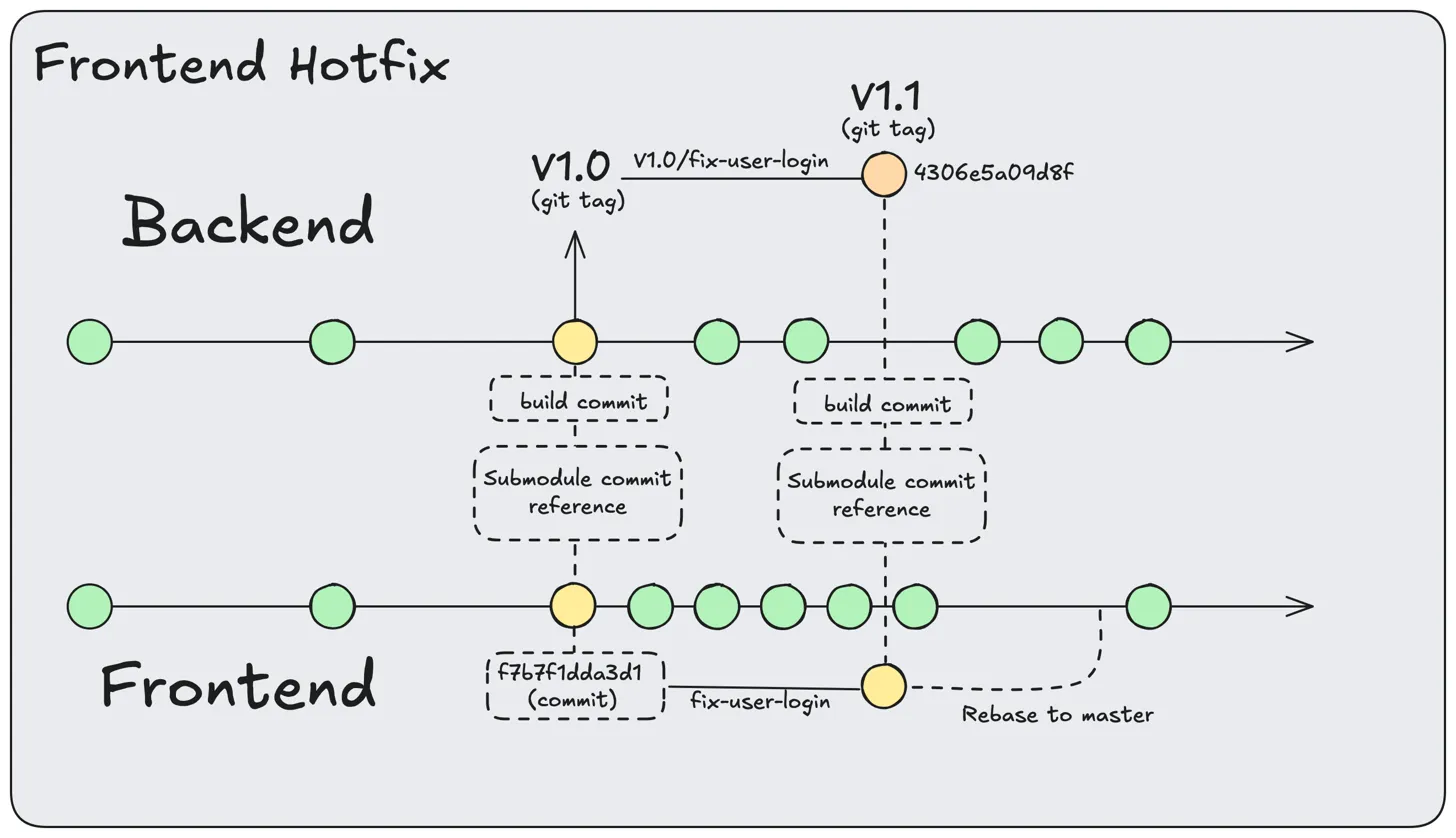 Frontend Hotfix
V1.1
(git tag)
V1.0
V1.0/fix-user-login
4306e5a09d8f
(git tag)
Backend
build commit
build commit
Submodule commit
reference
Submodule commit
reference
Frontend
f7b7f1dda3d1
(commit)
fix-user-login
Rebase to master